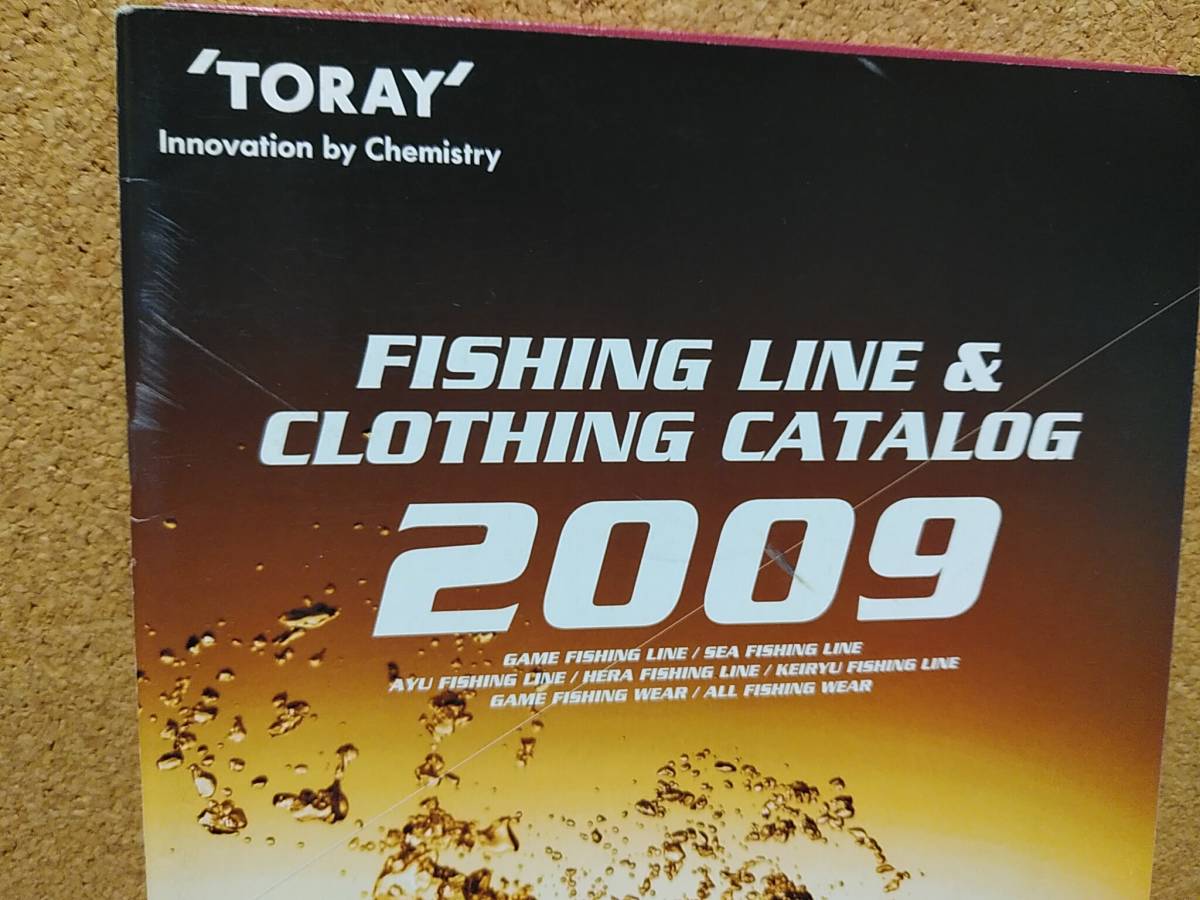 'TORAY'
Innovation by Chemistry
FISHING LINE &
CLOTHING CATALOG
2009
GAME FISHING LINE / SEA FISHING LINE
AYU FISHING LINE / HERA FISHING LINE / KEIRYU FISHING LINE
GAME FISHING WEAR / ALL FISHING WEAR